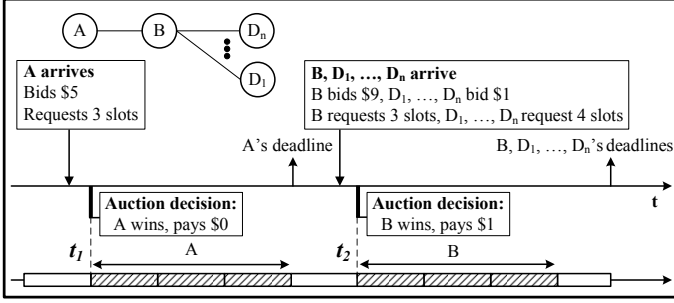 A
B
Dn
D1
A arrives
Bids $5
Requests 3 slots
B, D1, …, Dn arrive
B bids $9, D1, …, Dn bid $1
B requests 3 slots, D1, …, Dn request 4 slots
A's deadline
B, D1, …, Dn's deadlines
t
Auction decision:
A wins, pays $0
Auction decision:
B wins, pays $1
t1
A
t2
B